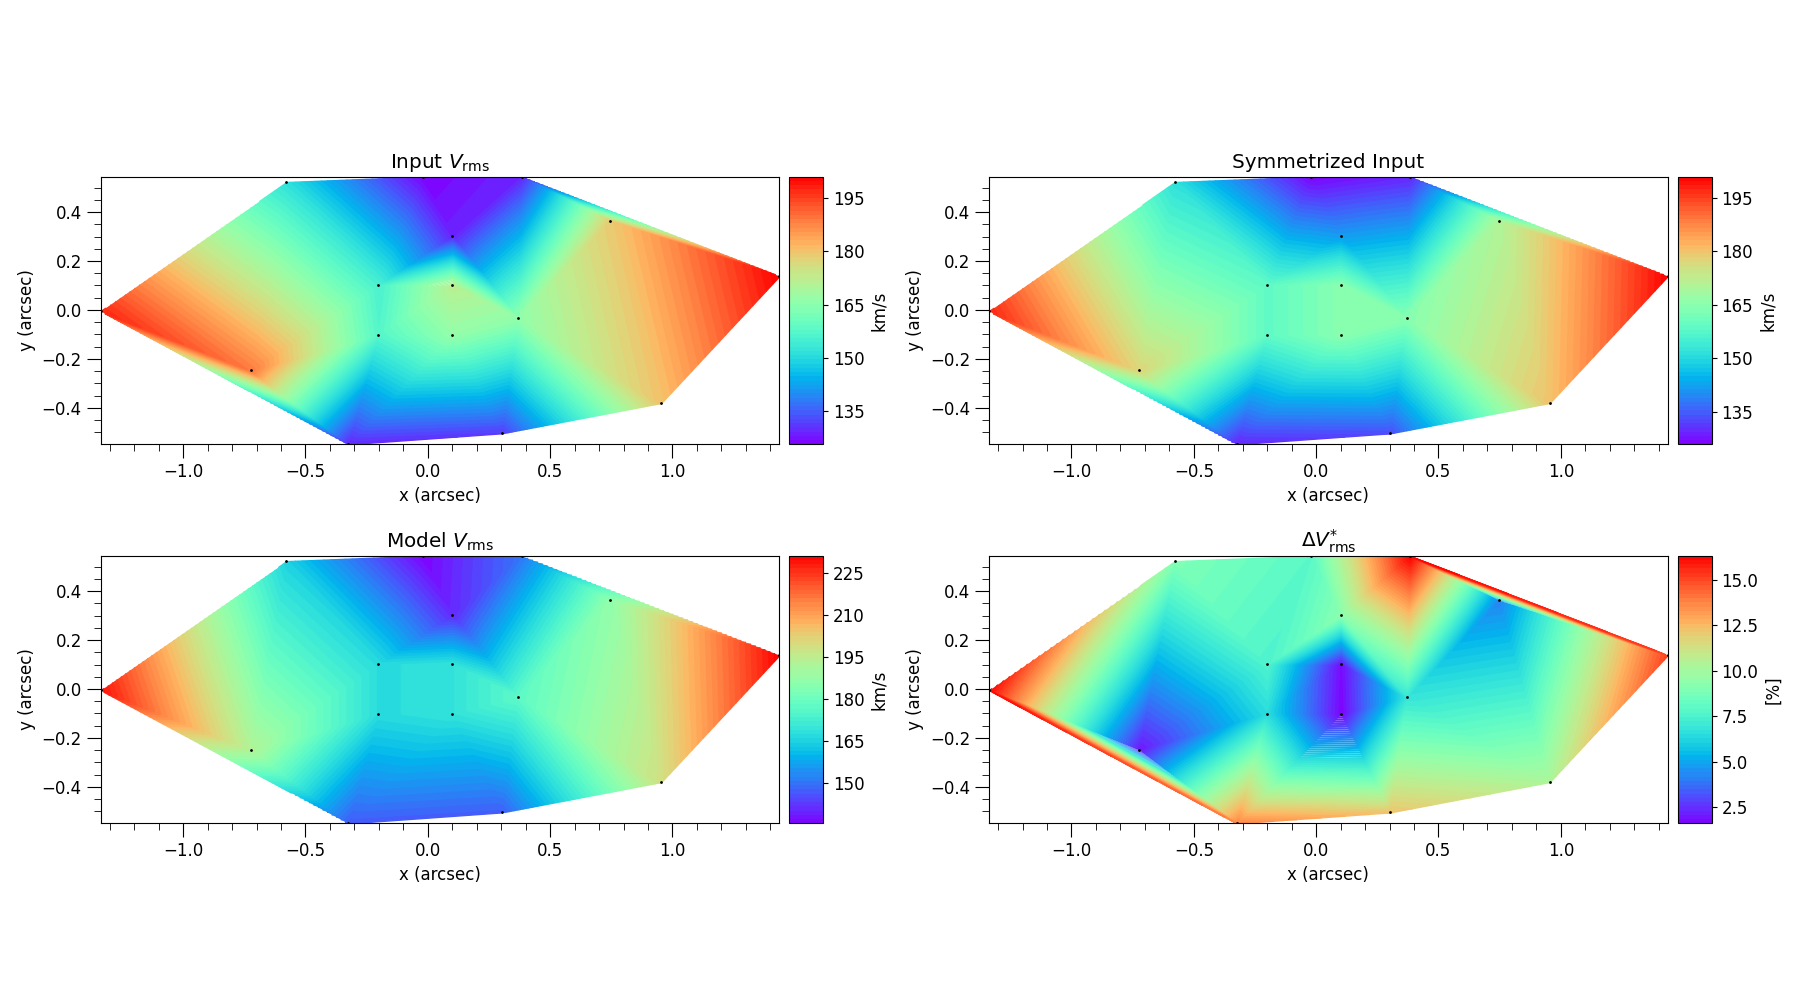 Input V_rms
Symmetrized Input
0.4
0.2
0.0
−0.2
−0.4
y (arcsec)
−1.0 −0.5 0.0 0.5 1.0
x (arcsec)
195
180
165
150
135
km/s
0.4
0.2
0.0
−0.2
−0.4
y (arcsec)
−1.0 −0.5 0.0 0.5 1.0
x (arcsec)
195
180
165
150
135
km/s
Model V_rms
ΔV*_rms
0.4
0.2
0.0
−0.2
−0.4
y (arcsec)
−1.0 −0.5 0.0 0.5 1.0
x (arcsec)
225
210
195
180
165
150
km/s
0.4
0.2
0.0
−0.2
−0.4
y (arcsec)
−1.0 −0.5 0.0 0.5 1.0
x (arcsec)
15.0
12.5
10.0
7.5
5.0
2.5
[%]